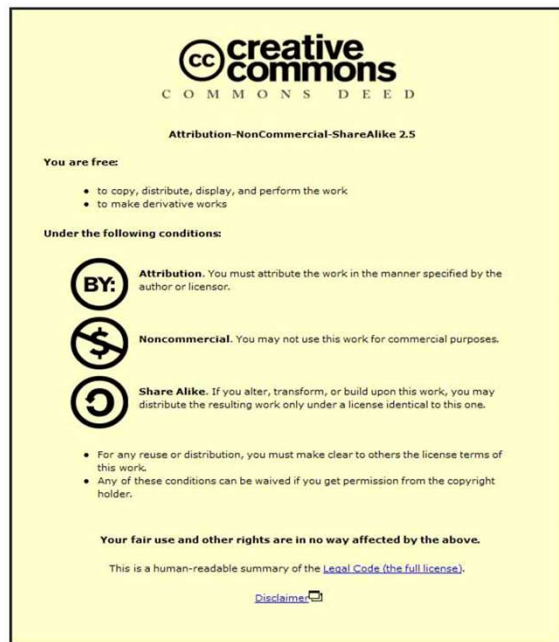 cc creative
commons
COMMONS DEED
Attribution-NonCommercial-ShareAlike 2.5
You are free:
• to copy, distribute, display, and perform the work
• to make derivative works
Under the following conditions:
BY:
Attribution. You must attribute the work in the manner specified by the
author or licensor.
$
Noncommercial. You may not use this work for commercial purposes.
Share Alike. If you alter, transform, or build upon this work, you may
distribute the resulting work only under a license identical to this one.
• For any reuse or distribution, you must make clear to others the license terms of
this work.
• Any of these conditions can be waived if you get permission from the copyright
holder.
Your fair use and other rights are in no way affected by the above.
This is a human-readable summary of the Legal Code (the full license).
Disclaimer